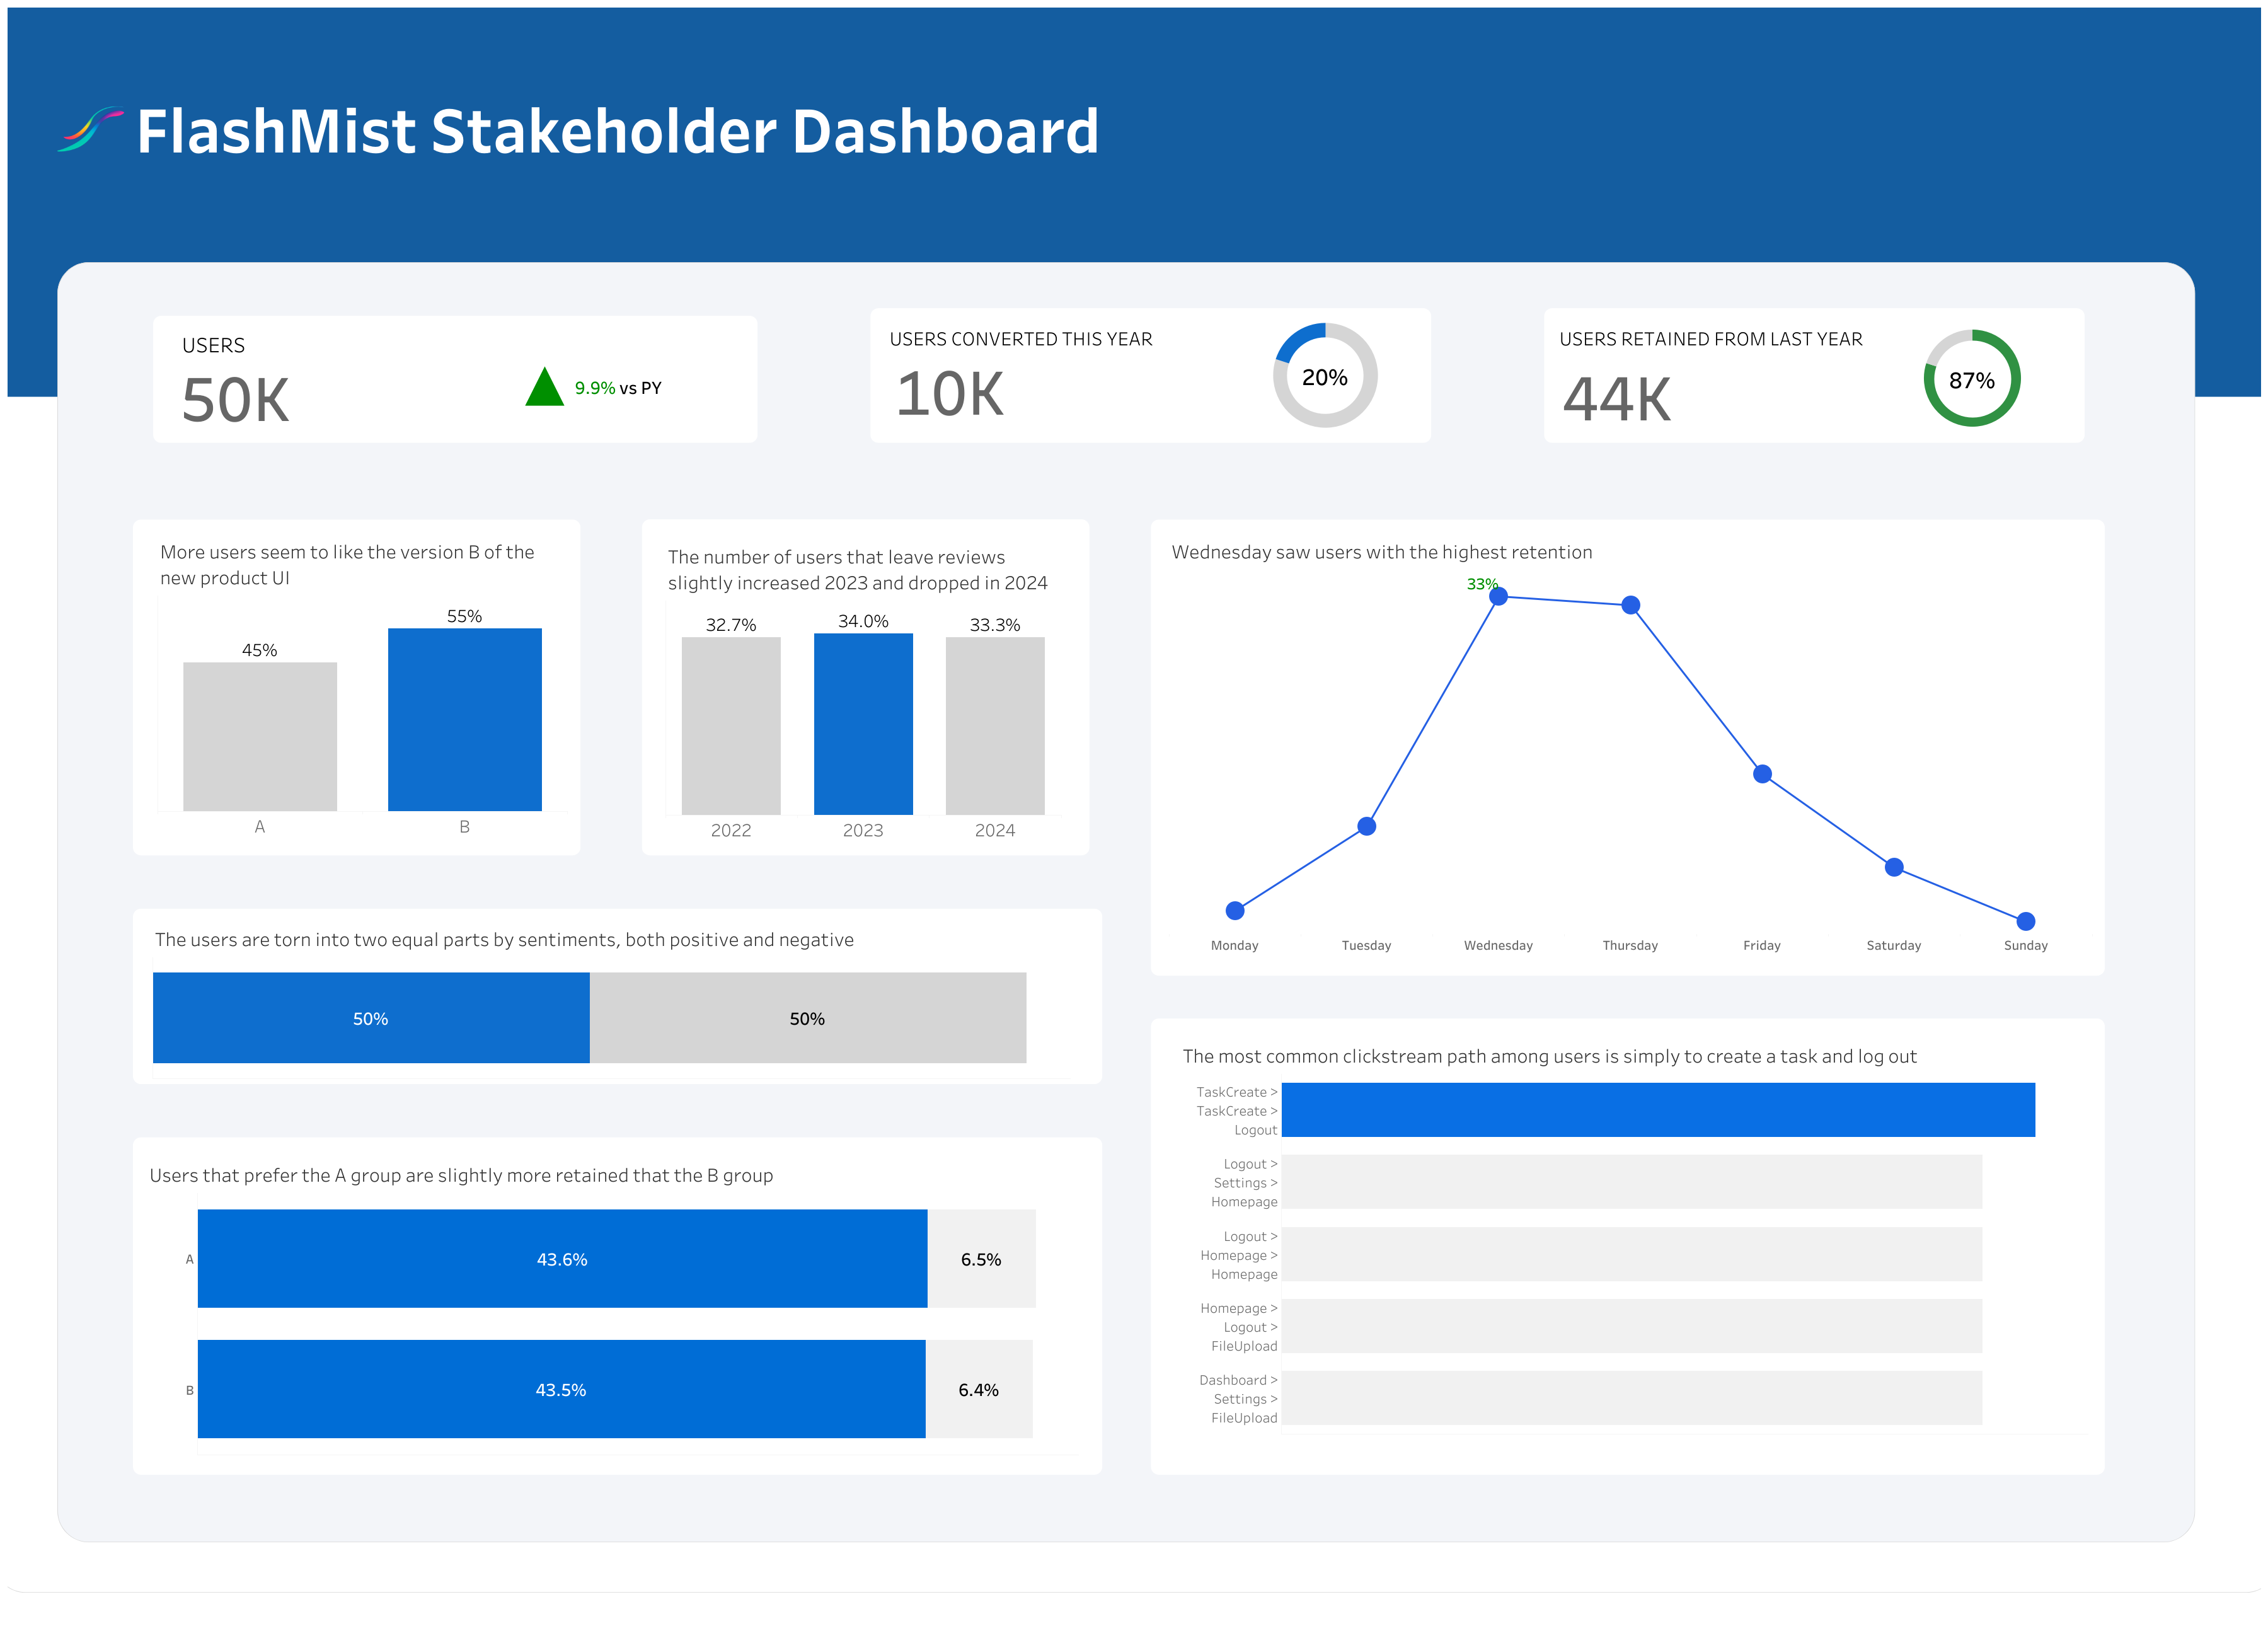 FlashMist Stakeholder Dashboard
USERS
50K
9.9% vs PY
USERS CONVERTED THIS YEAR
10K
20%
USERS RETAINED FROM LAST YEAR
44K
87%
More users seem to like the version B of the
new product UI
45%
55%
A
B
The number of users that leave reviews
slightly increased 2023 and dropped in 2024
32.7%
34.0%
33.3%
2022
2023
2024
Wednesday saw users with the highest retention
33%
Monday
Tuesday
Wednesday
Thursday
Friday
Saturday
Sunday
The users are torn into two equal parts by sentiments, both positive and negative
50%
50%
Users that prefer the A group are slightly more retained that the B group
A
43.6%
6.5%
B
43.5%
6.4%
The most common clickstream path among users is simply to create a task and log out
TaskCreate >
TaskCreate >
Logout
Logout >
Settings >
Homepage
Logout >
Homepage >
Homepage
Homepage >
Logout >
FileUpload
Dashboard >
Settings >
FileUpload